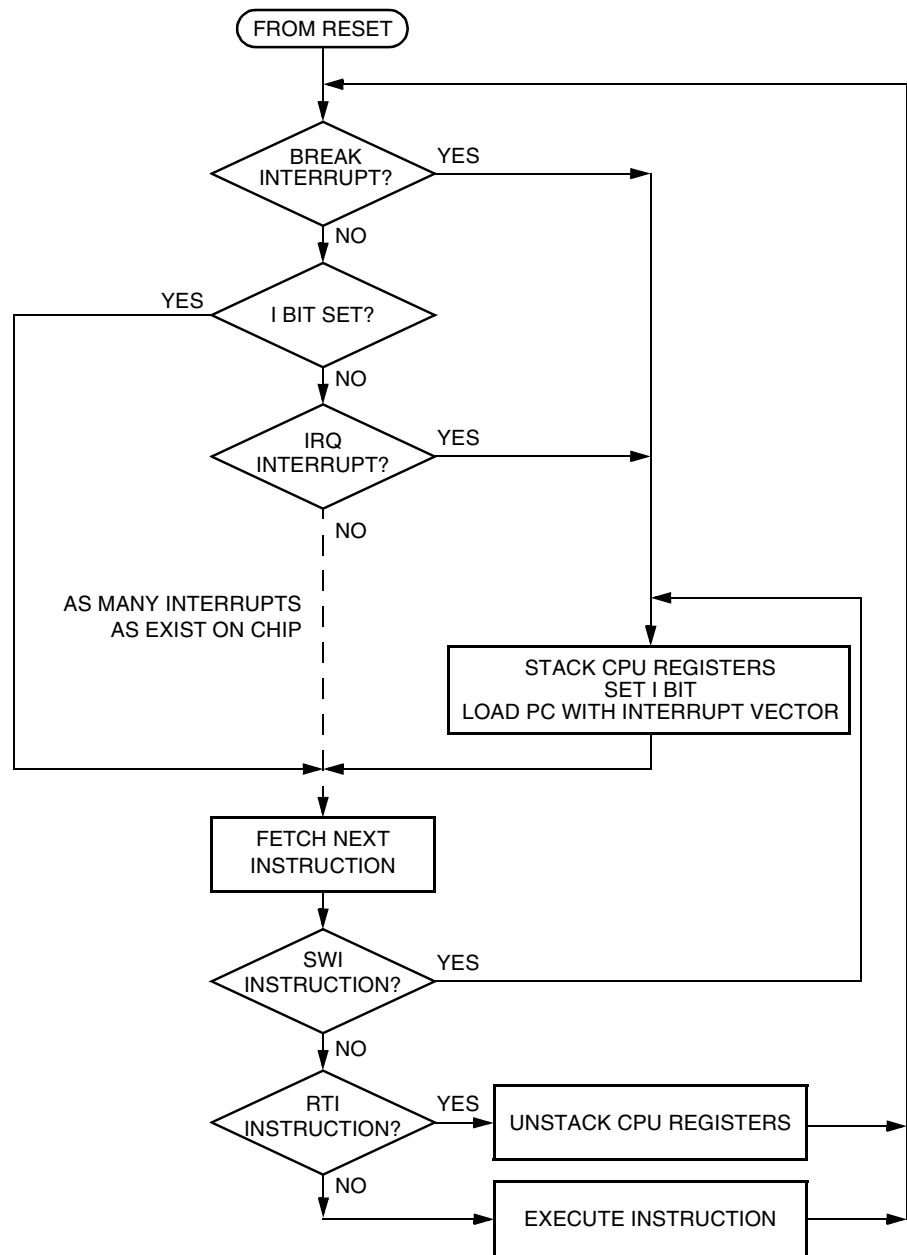 FROM RESET
BREAK
INTERRUPT?
YES
NO
YES
I BIT SET?
NO
IRQ
INTERRUPT?
YES
NO
AS MANY INTERRUPTS
AS EXIST ON CHIP
STACK CPU REGISTERS
SET I BIT
LOAD PC WITH INTERRUPT VECTOR
FETCH NEXT
INSTRUCTION
SWI
INSTRUCTION?
YES
NO
RTI
INSTRUCTION?
YES
UNSTACK CPU REGISTERS
NO
EXECUTE INSTRUCTION